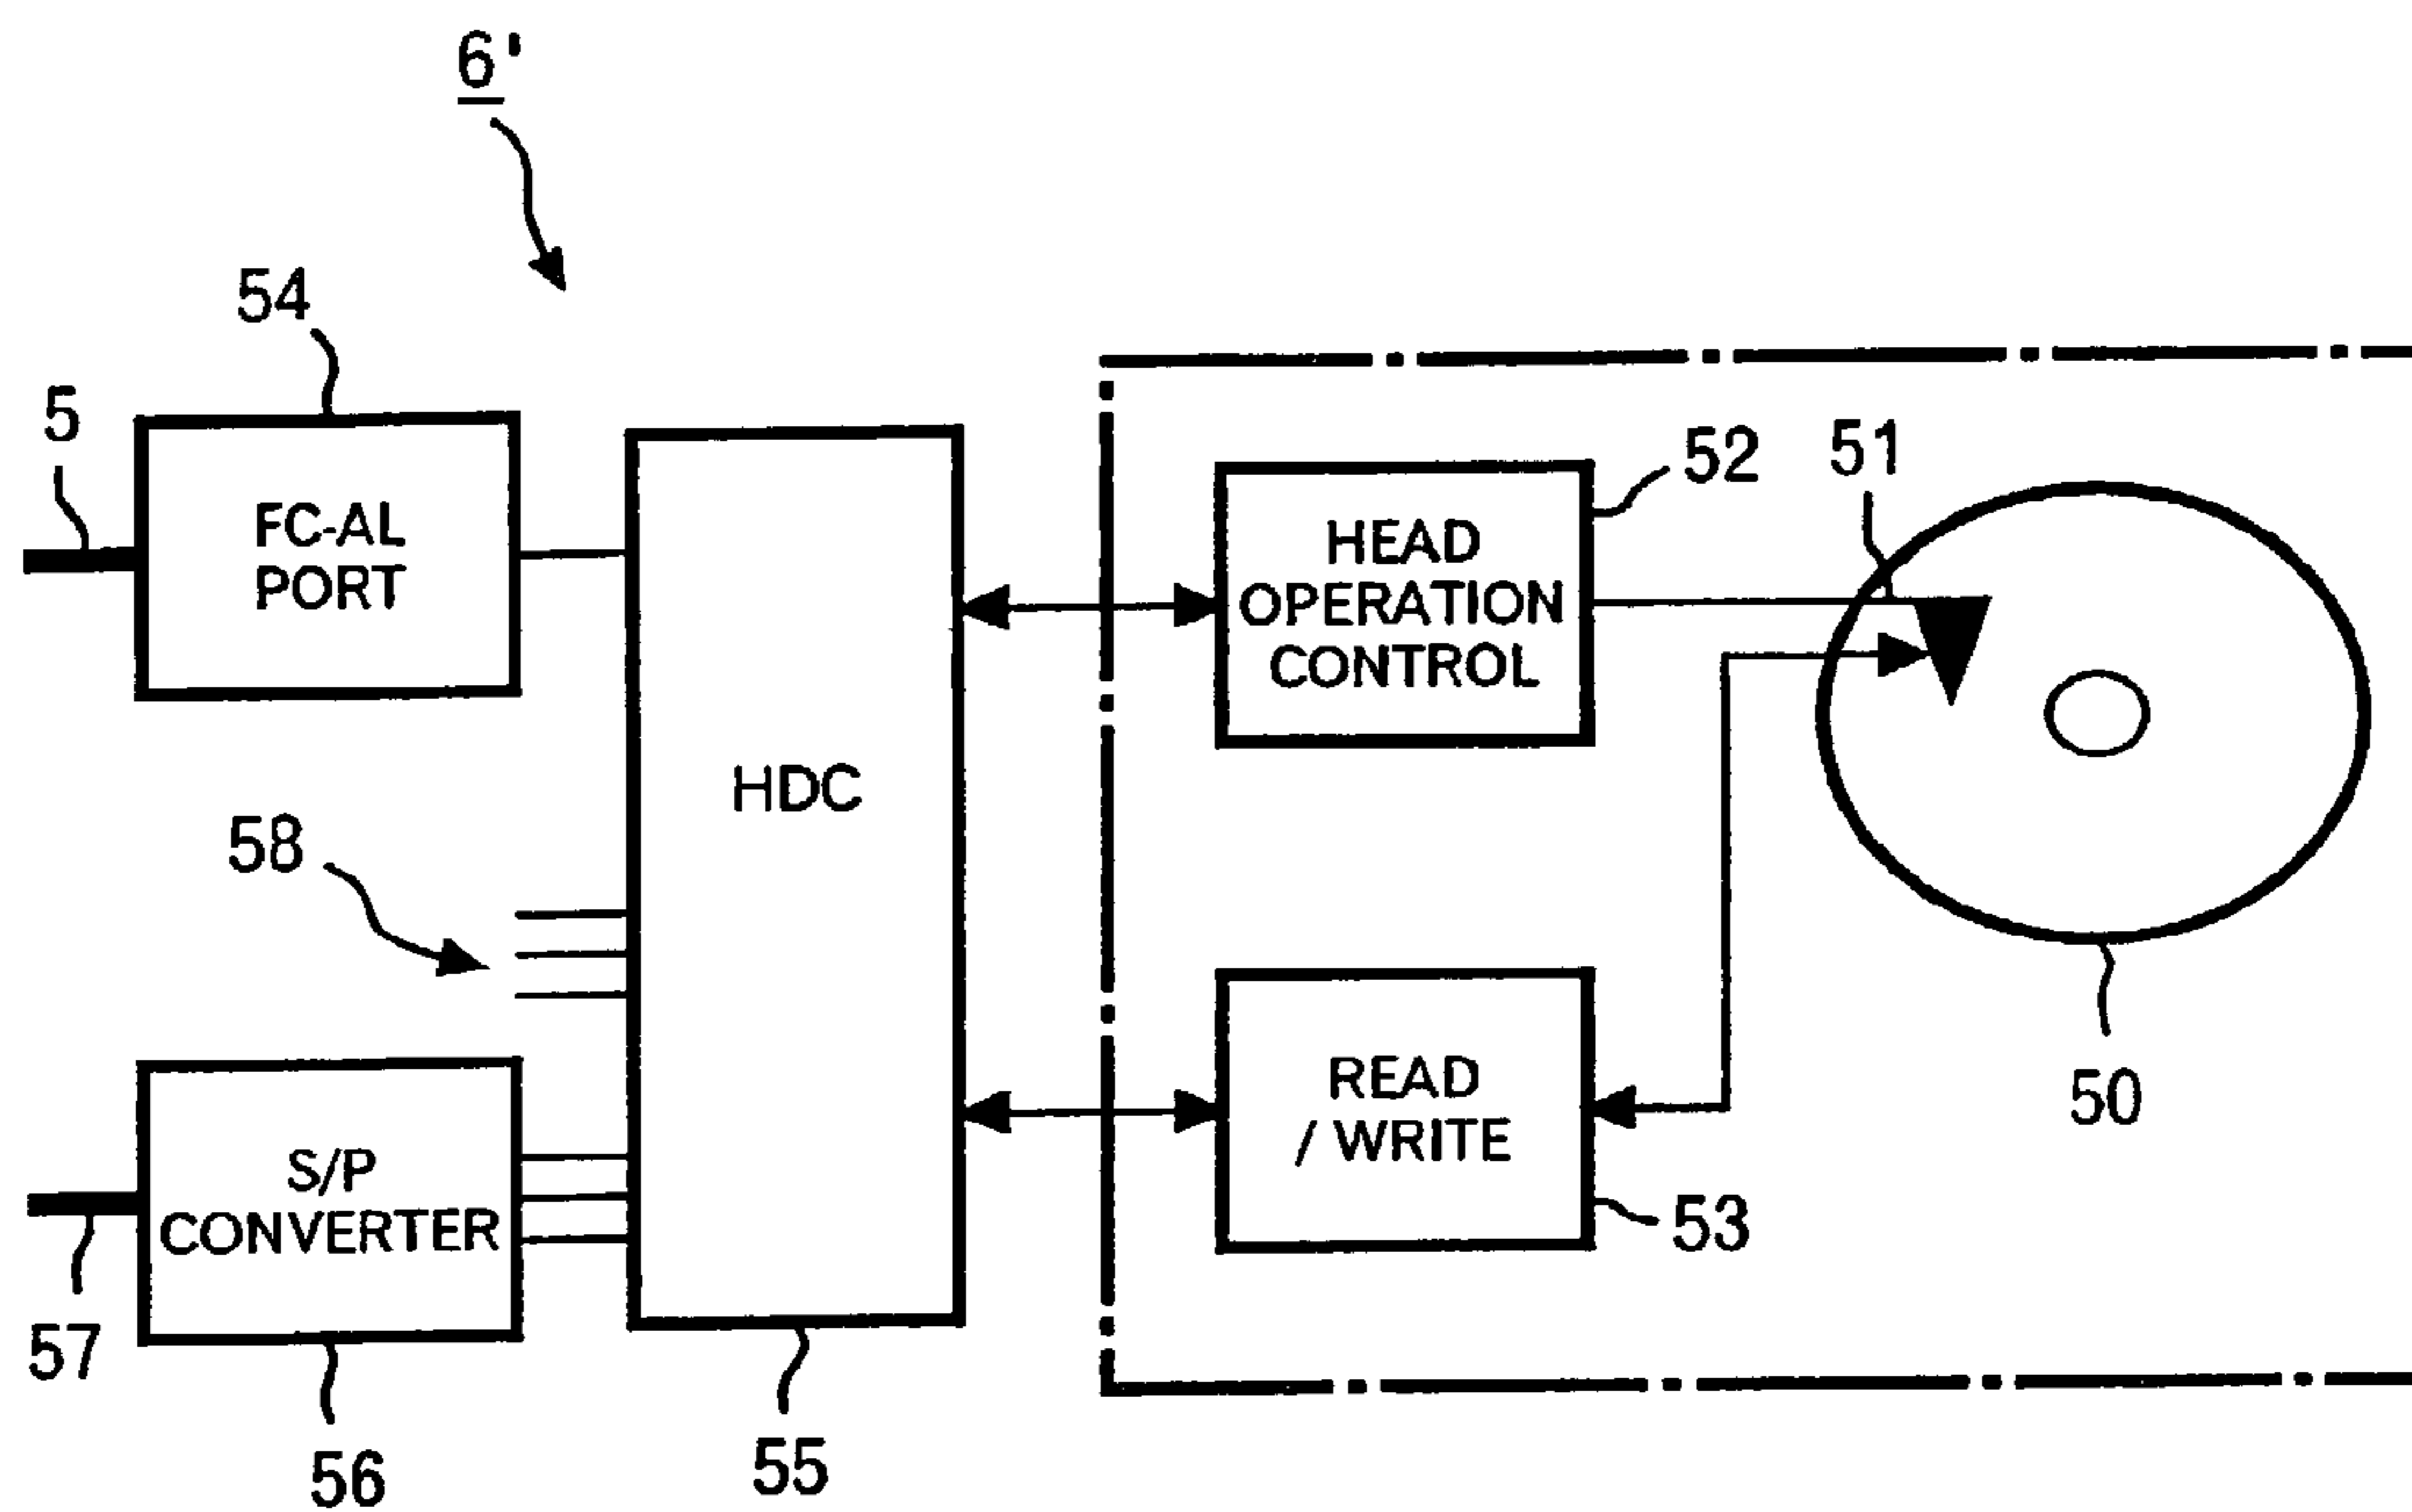 6'
54
5
FC-AL
PORT
52
51
HEAD
OPERATION
CONTROL
HDC
58
READ
/ WRITE
50
S/P
CONVERTER
53
57
56
55